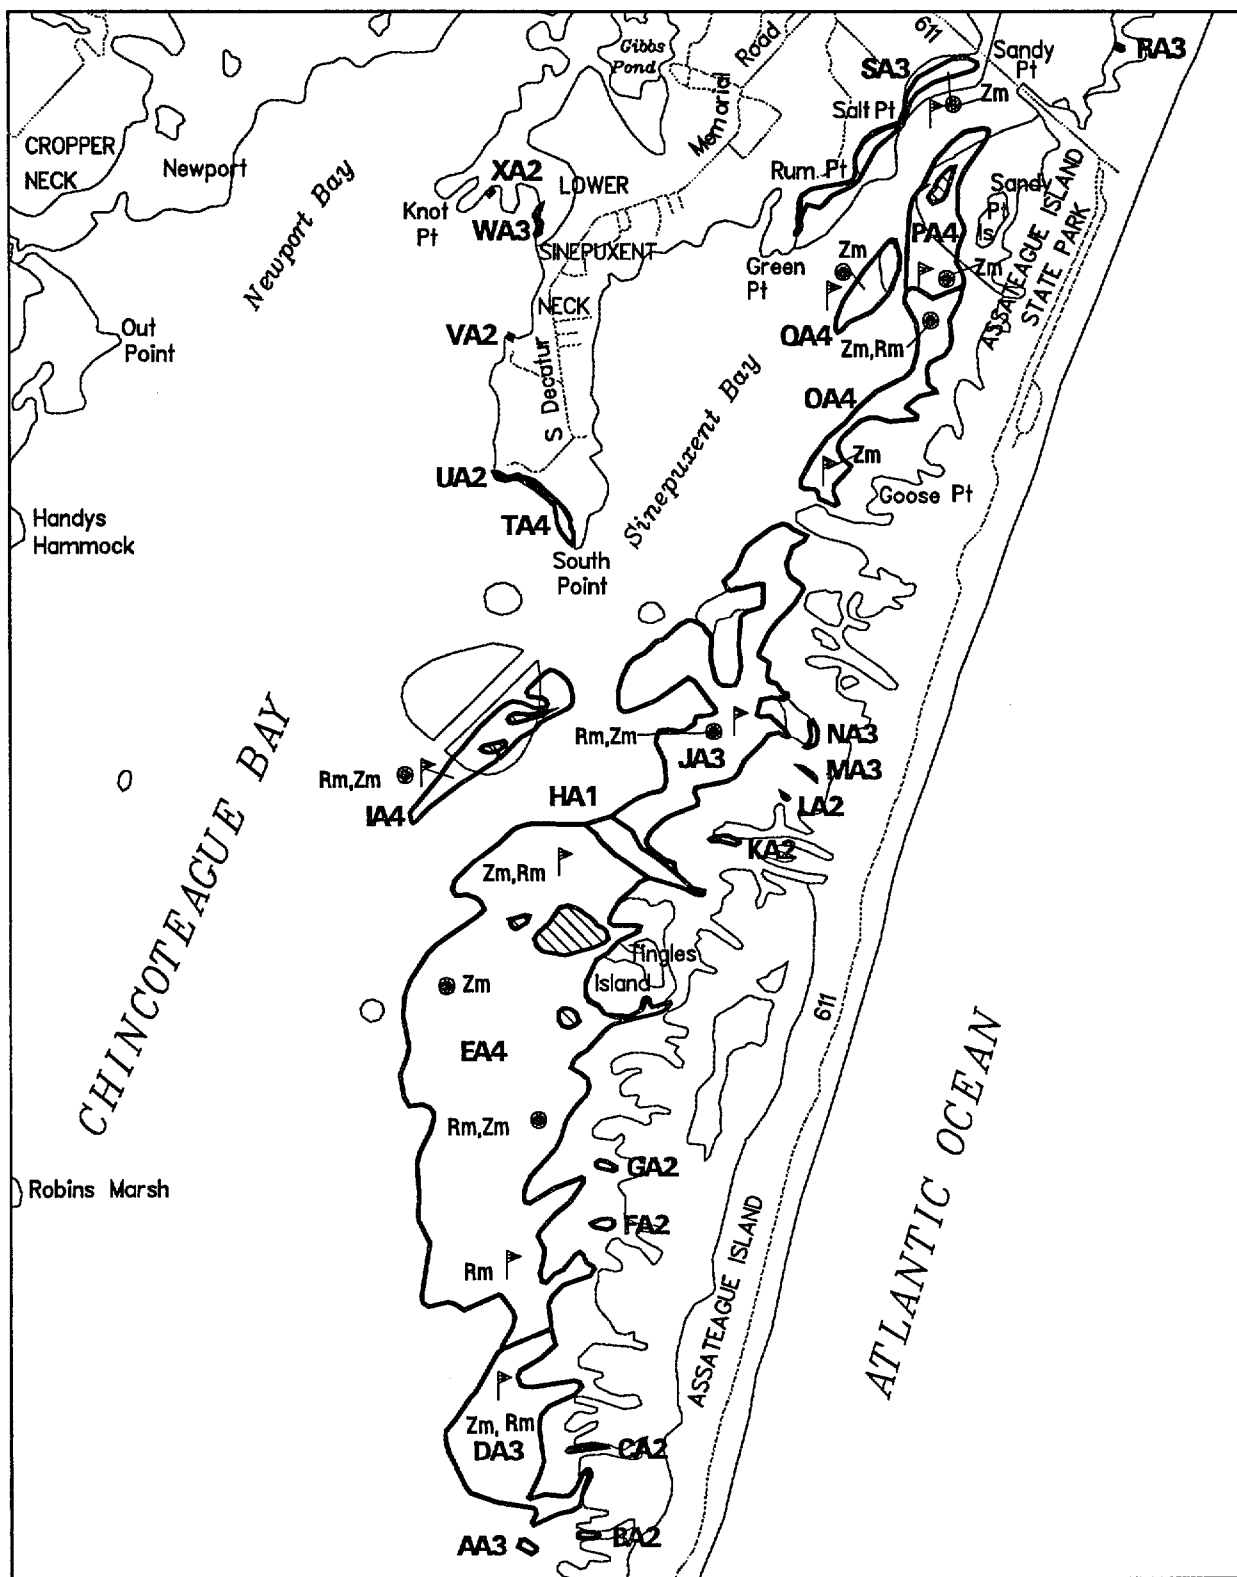 611
Sandy
Pt
RA3
Gibbs
Pond
Road
SA3
Zm
Salt Pt
Memorial
CROPPER
NECK
Newport
Newport Bay
XA2
LOWER
Knot
Pt
WA3
SINEPUXENT
NECK
Rum Pt
Sandy
Pt
Is
PA4
ASSATEAGUE ISLAND
STATE PARK
Green
Pt
Zm
Zm
QA4
Zm,Rm
Out
Point
VA2
S Decatur
OA4
Sinepuxent Bay
Zm
UA2
TA4
Goose Pt
Handys
Hammock
South
Point
Rm,Zm
JA3
NA3
MA3
Rm,Zm
IA4
HA1
LA2
KA2
CHINCOTEAGUE BAY
Zm,Rm
Tingles
Island
Zm
611
EA4
ATLANTIC OCEAN
Rm,Zm
GA2
Robins Marsh
FA2
ASSATEAGUE ISLAND
Rm
Zm, Rm
DA3
CA2
AA3
BA2